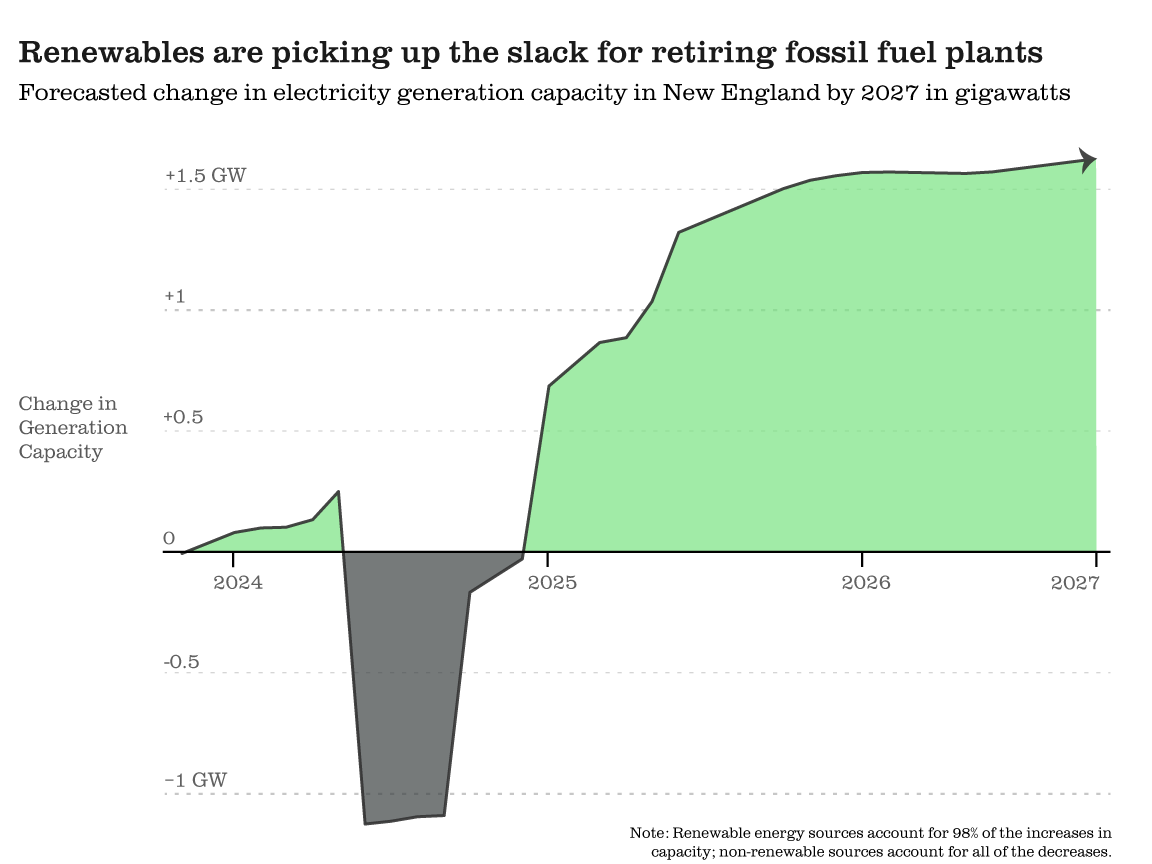 Renewables are picking up the slack for retiring fossil fuel plants
Forecasted change in electricity generation capacity in New England by 2027 in gigawatts
+1.5 GW
+1
Change in
Generation
Capacity
+0.5
0
2024
2025
2026
2027
-0.5
−1 GW
Note: Renewable energy sources account for 98% of the increases in
capacity; non-renewable sources account for all of the decreases.